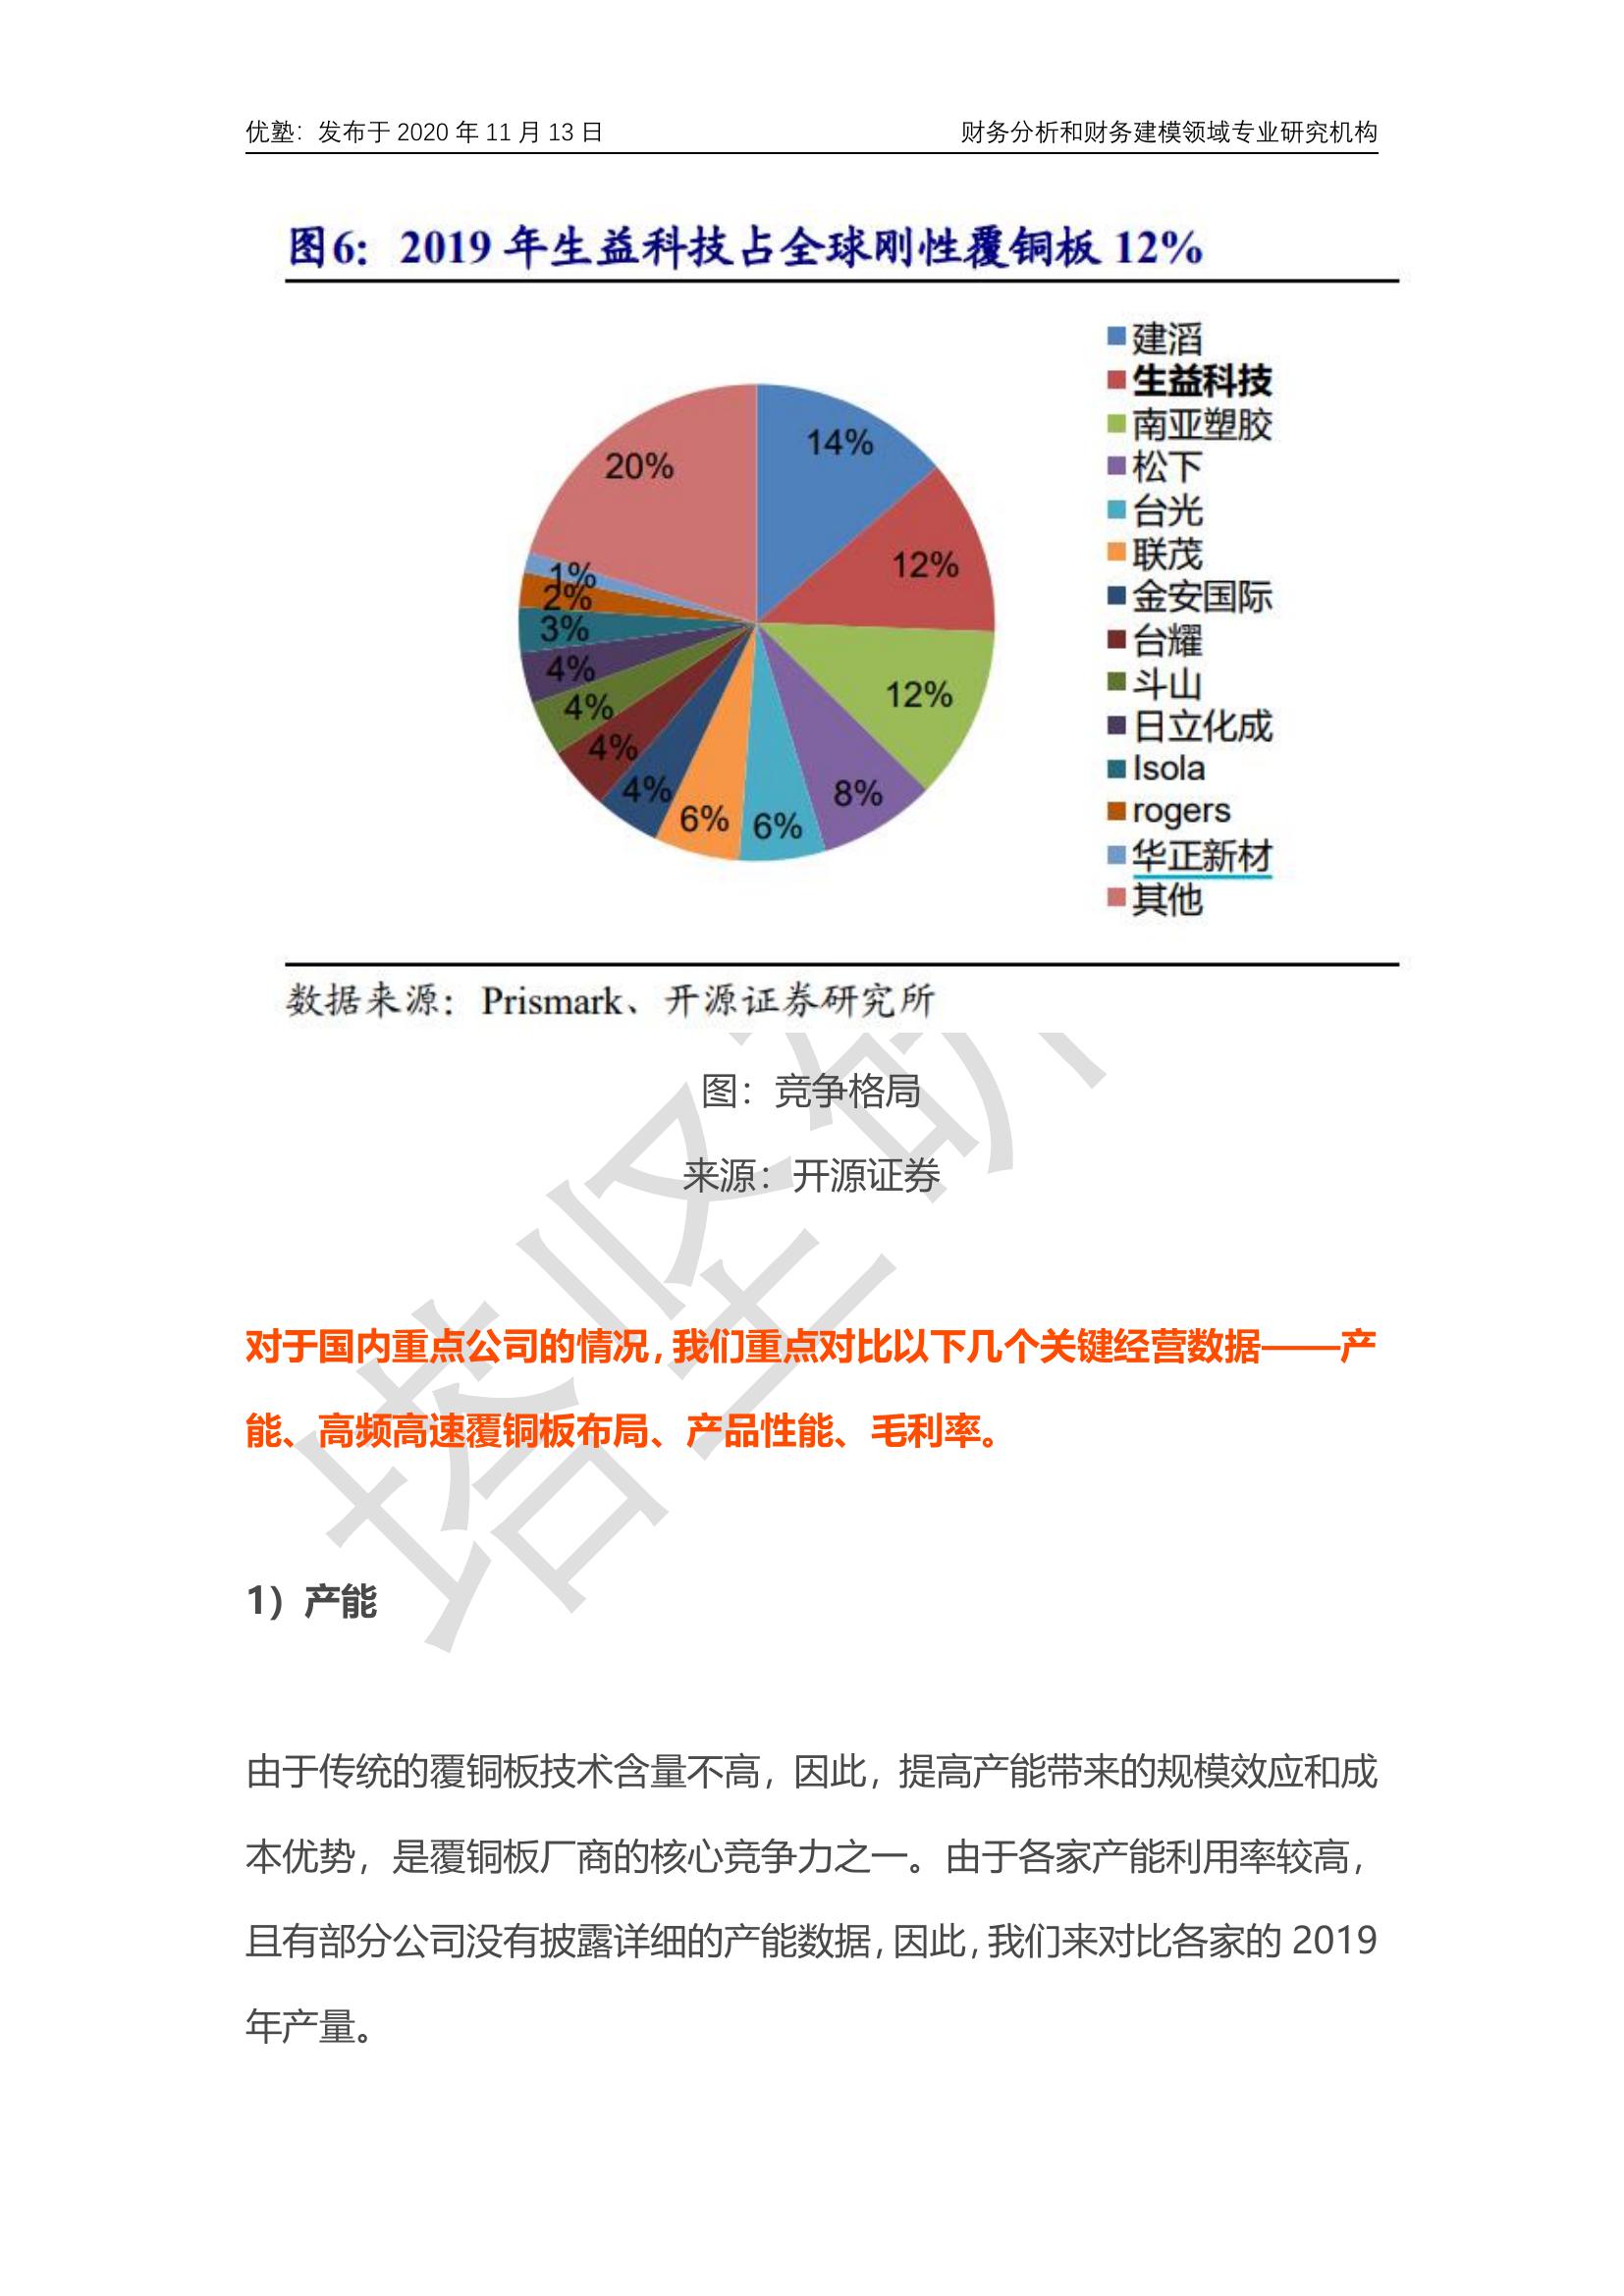 优塾：发布于 2020 年 11 月 13 日
财务分析和财务建模领域专业研究机构
图6：2019 年生益科技占全球刚性覆铜板 12%
14%
12%
12%
8%
6%
6%
4%
4%
4%
4%
3%
2%
1%
20%
建滔
生益科技
南亚塑胶
松下
台光
联茂
金安国际
台耀
斗山
日立化成
Isola
rogers
华正新材
其他
数据来源：Prismark、开源证券研究所
图：竞争格局
来源：开源证券
对于国内重点公司的情况，我们重点对比以下几个关键经营数据——产
能、高频高速覆铜板布局、产品性能、毛利率。
1）产能
由于传统的覆铜板技术含量不高，因此，提高产能带来的规模效应和成
本优势，是覆铜板厂商的核心竞争力之一。由于各家产能利用率较高，
且有部分公司没有披露详细的产能数据，因此，我们来对比各家的 2019
年产量。
塔坚